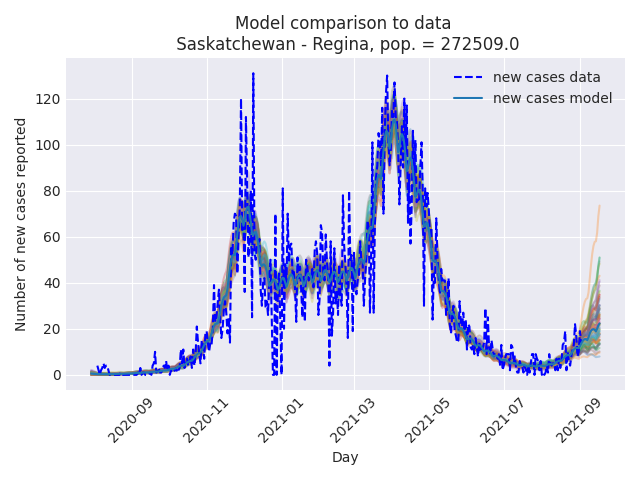 Model comparison to data
Saskatchewan - Regina, pop. = 272509.0
new cases data
new cases model
Number of new cases reported
120
100
80
60
40
20
0
2020-09
2020-11
2021-01
2021-03
2021-05
2021-07
2021-09
Day